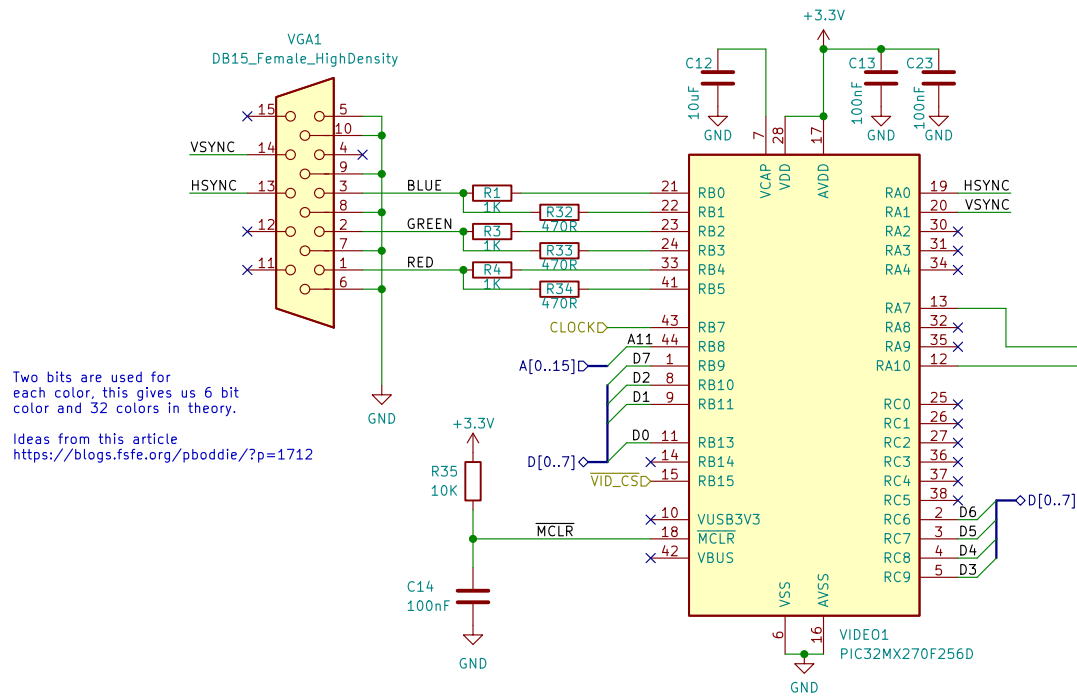 +3.3V
VGA1
DB15_Female_HighDensity
C12
10uF
GND
C13
100nF
GND
C23
100nF
GND
15
5
10
VSYNC
14
4
9
HSYNC
13
3
BLUE
8
12
2
GREEN
7
11
1
RED
6
GND
R1
1K
R32
470R
R3
1K
R33
470R
R4
1K
R34
470R
7
28
17
VCAP
VDD
AVDD
21
RB0
22
RB1
23
RB2
24
RB3
33
RB4
41
RB5
CLOCK
43
RB7
A[0..15]
A11
44
RB8
D7
1
RB9
D2
8
RB10
D1
9
RB11
D[0..7]
D0
11
RB13
14
RB14
VID_CS
15
RB15
10
VUSB3V3
MCLR
18
MCLR
42
VBUS
RA0
19
HSYNC
RA1
20
VSYNC
RA2
30
RA3
31
RA4
34
RA7
13
RA8
32
RA9
35
RA10
12
RC0
25
RC1
26
RC2
27
RC3
36
RC4
37
RC5
38
RC6
2
D6
D[0..7]
RC7
3
D5
RC8
4
D4
RC9
5
D3
VSS
AVSS
6
16
GND
VIDEO1
PIC32MX270F256D
Two bits are used for
each color, this gives us 6 bit
color and 32 colors in theory.
Ideas from this article
https://blogs.fsfe.org/pboddie/?p=1712
+3.3V
R35
10K
C14
100nF
GND